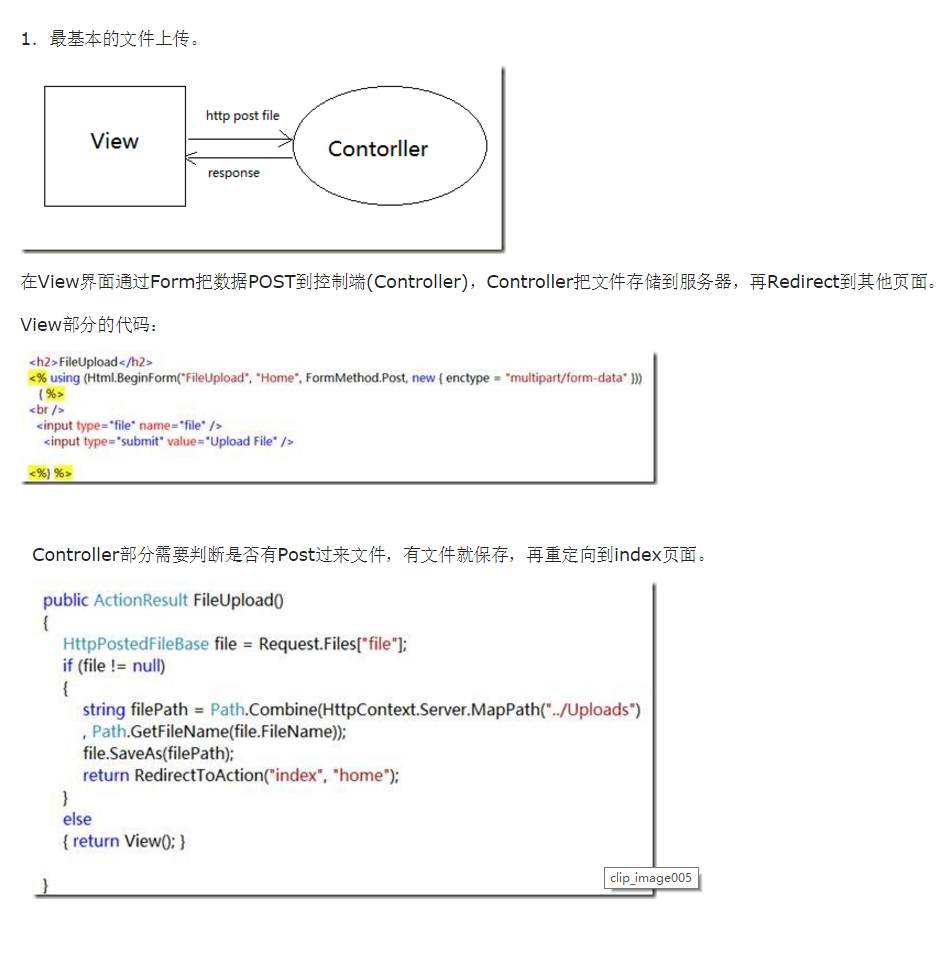 1．最基本的文件上传。
http post file
View
Contorller
response
在View界面通过Form把数据POST到控制端(Controller)，Controller把文件存储到服务器，再Redirect到其他页面。
View部分的代码：
<h2>FileUpload</h2>
<% using (Html.BeginForm("FileUpload", "Home", FormMethod.Post, new { enctype = "multipart/form-data" }))
{ %>
<br />
<input type="file" name="file" />
<input type="submit" value="Upload File" />
<%} %>
Controller部分需要判断是否有Post过来文件，有文件就保存，再重定向到index页面。
public ActionResult FileUpload()
{
HttpPostedFileBase file = Request.Files["file"];
if (file != null)
{
string filePath = Path.Combine(HttpContext.Server.MapPath("../Uploads")
, Path.GetFileName(file.FileName));
file.SaveAs(filePath);
return RedirectToAction("index", "home");
}
else
{ return View(); }
}
clip_image005